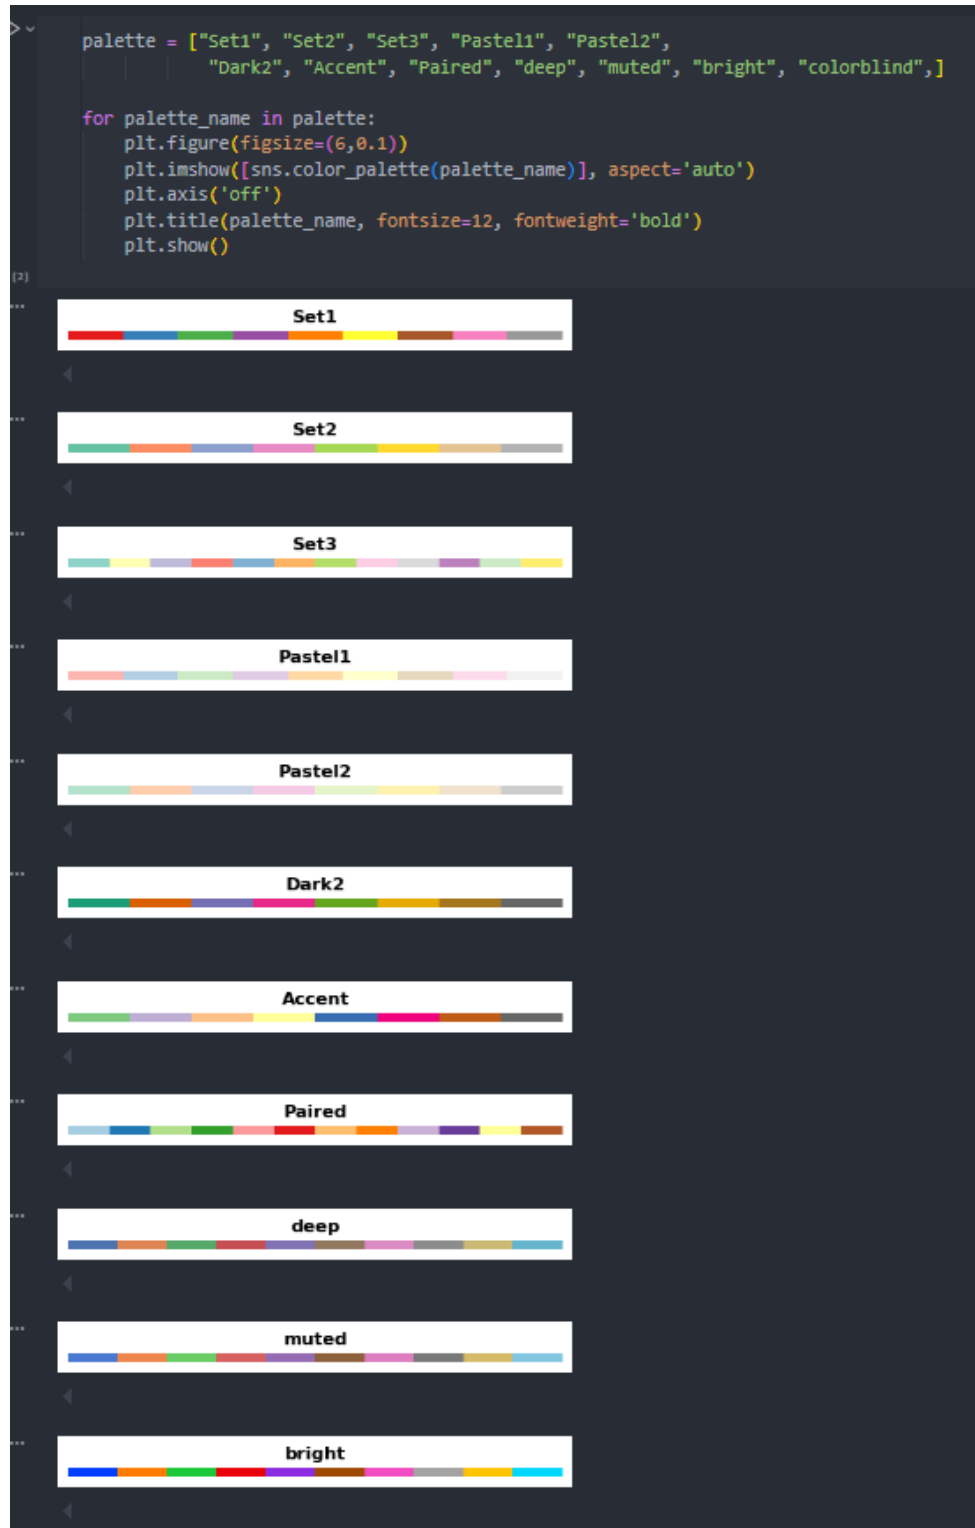 palette = ["Set1", "Set2", "Set3", "Pastel1", "Pastel2",
"Dark2", "Accent", "Paired", "deep", "muted", "bright", "colorblind",]
for palette_name in palette:
plt.figure(figsize=(6,0.1))
plt.imshow([sns.color_palette(palette_name)], aspect='auto')
plt.axis('off')
plt.title(palette_name, fontsize=12, fontweight='bold')
plt.show()
[2]
Set1
Set2
Set3
Pastel1
Pastel2
Dark2
Accent
Paired
deep
muted
bright